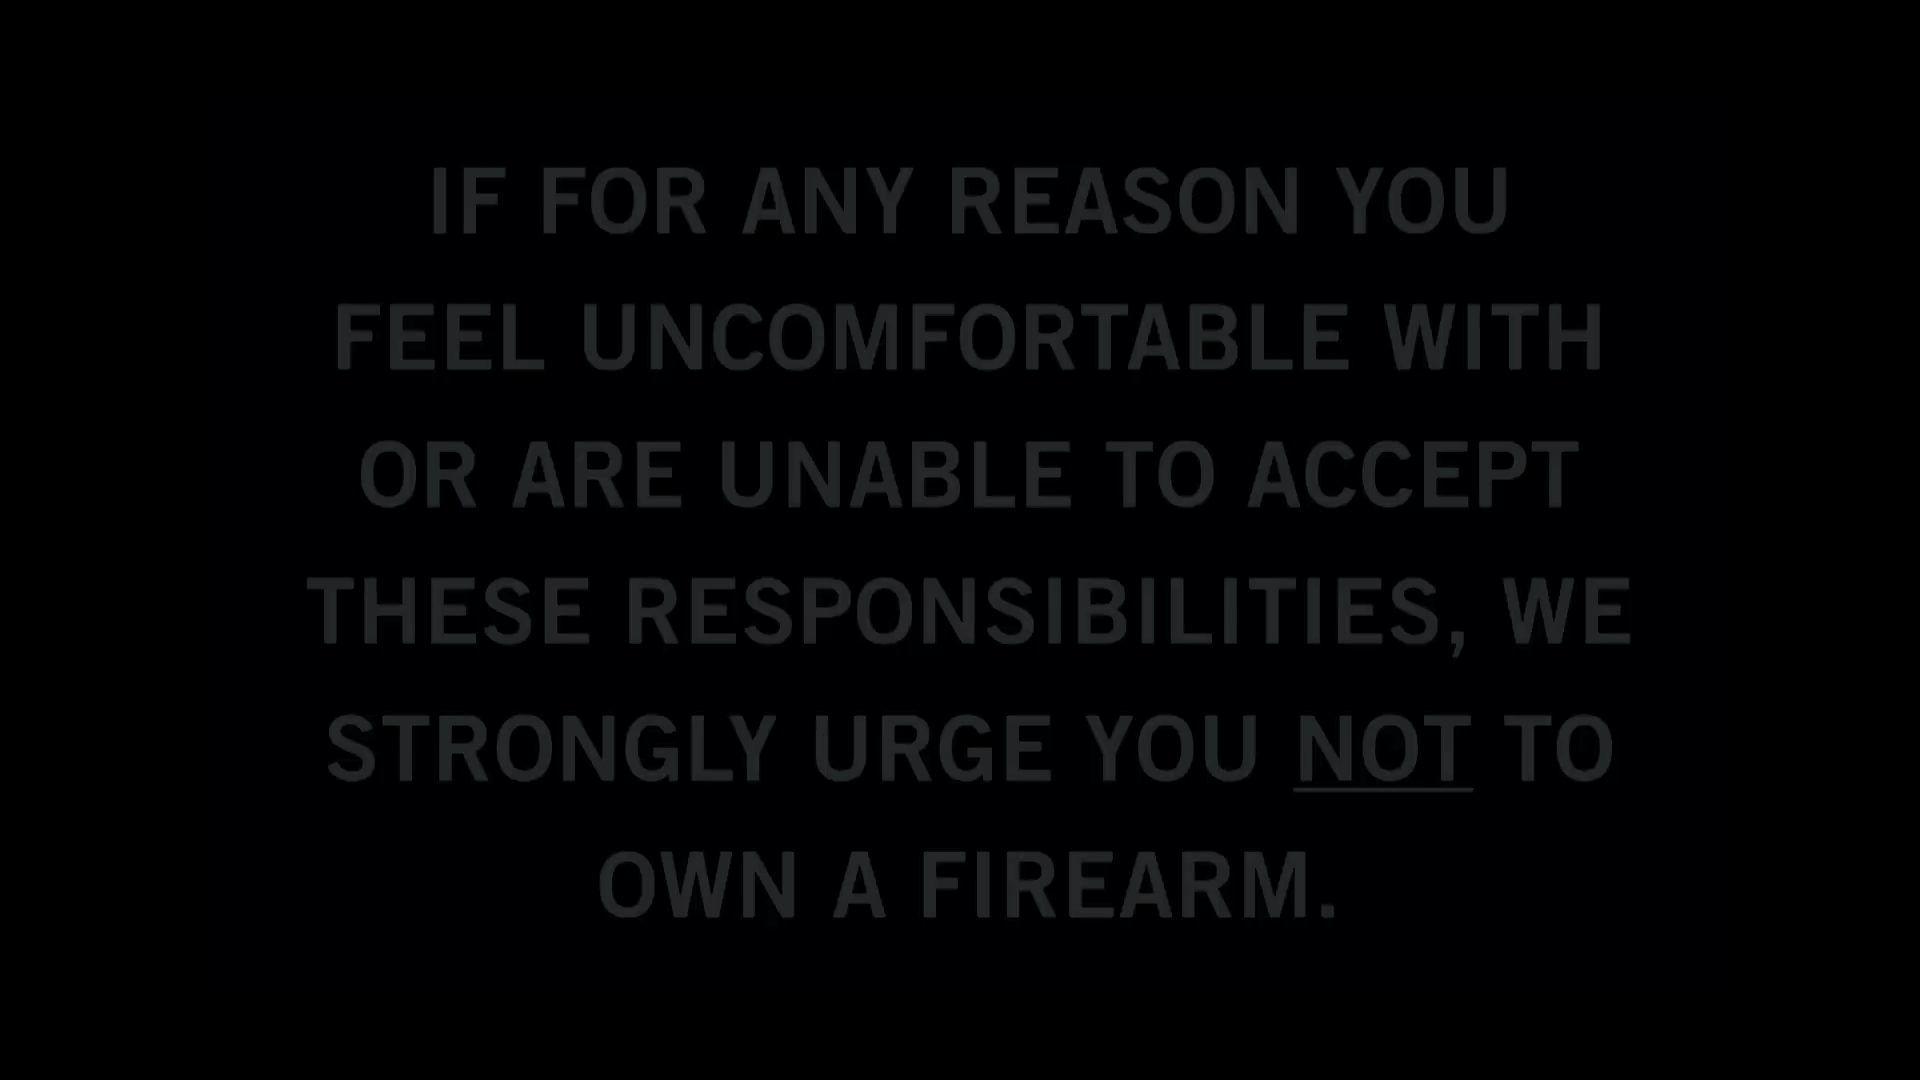 IF FOR ANY REASON YOU
FEEL UNCOMFORTABLE WITH
OR ARE UNABLE TO ACCEPT
THESE RESPONSIBILITIES, WE
STRONGLY URGE YOU NOT TO
OWN A FIREARM.